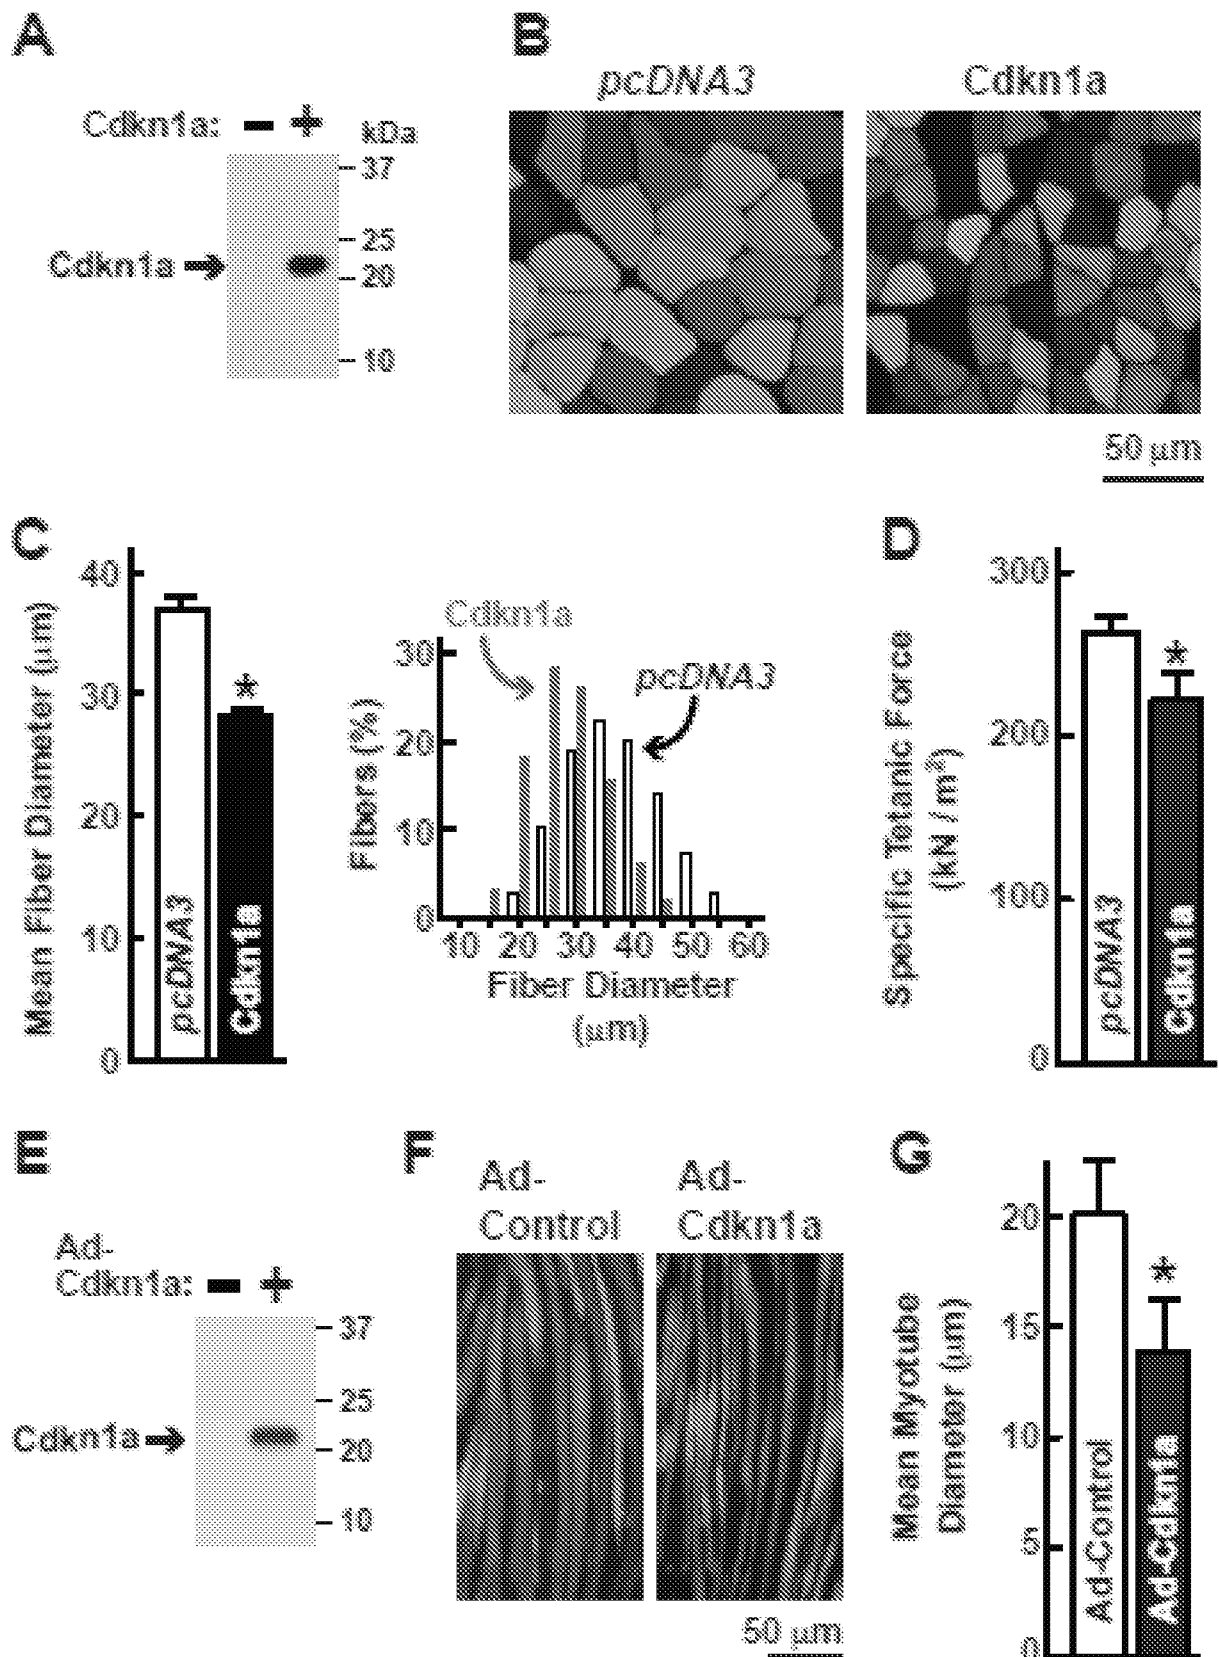 A
Cdkn1a: - +
kDa
37
25
20
10
Cdkn1a →
B
pcDNA3
Cdkn1a
50 μm
C
Mean Fiber Diameter (μm)
40
30
20
10
0
*
pcDNA3
Cdkn1a
Cdkn1a
pcDNA3
Fibers (%)
30
20
10
0
10 20 30 40 50 60
Fiber Diameter
(μm)
D
Specific Tetanic Force
(kN / m²)
300
200
100
0
*
pcDNA3
Cdkn1a
E
Ad-
Cdkn1a: - +
37
25
20
10
Cdkn1a →
F
Ad-
Control
Ad-
Cdkn1a
50 μm
G
Mean Myotube
Diameter (μm)
20
15
10
5
0
*
Ad-Control
Ad-Cdkn1a